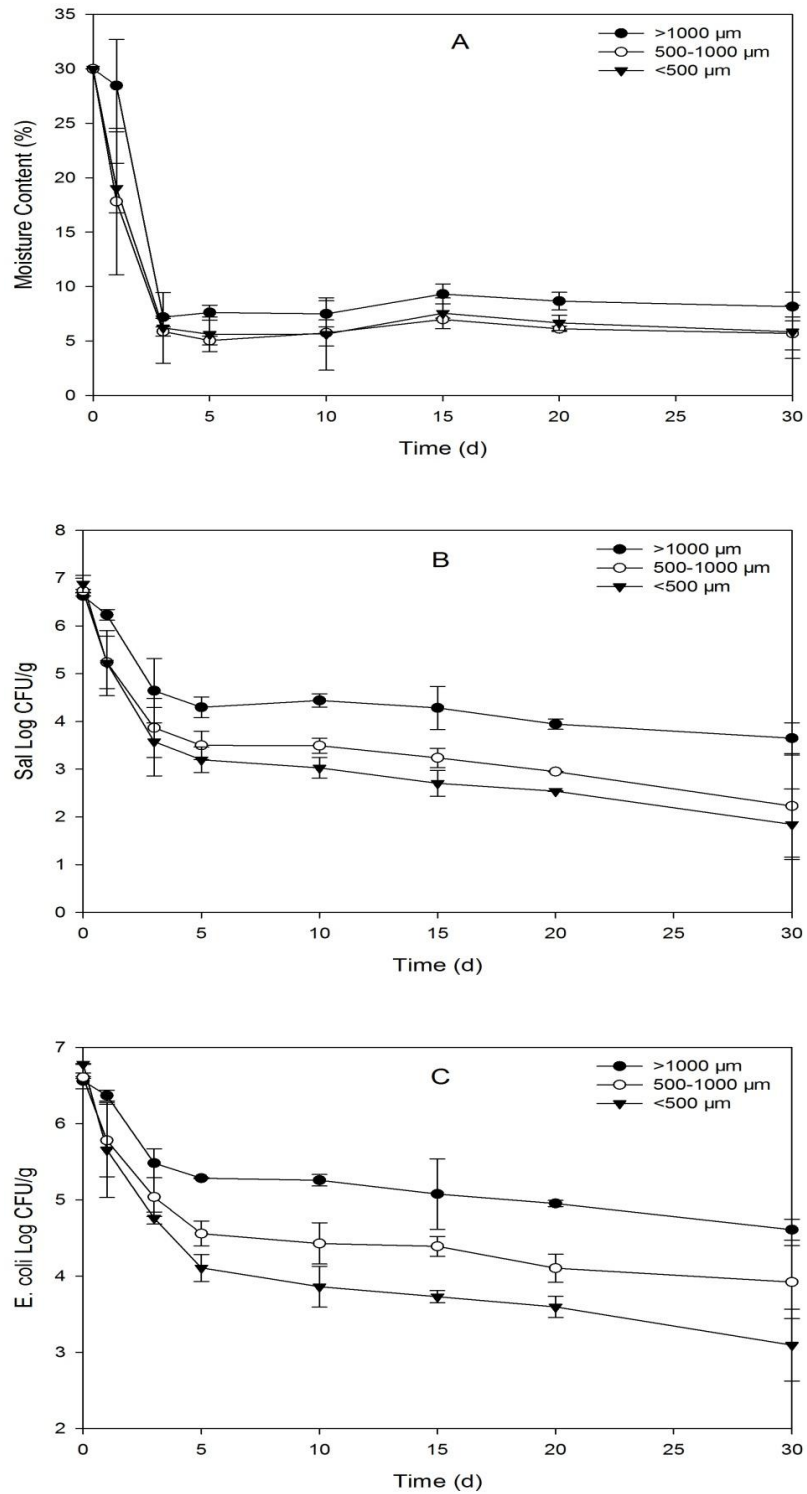 35
30
25
20
15
10
5
0
Moisture Content (%)
A
>1000 µm
500-1000 µm
<500 µm
0 5 10 15 20 25 30
Time (d)
8
7
6
5
4
3
2
1
0
Sal Log CFU/g
B
>1000 µm
500-1000 µm
<500 µm
0 5 10 15 20 25 30
Time (d)
7
6
5
4
3
2
E. coli Log CFU/g
C
>1000 µm
500-1000 µm
<500 µm
0 5 10 15 20 25 30
Time (d)